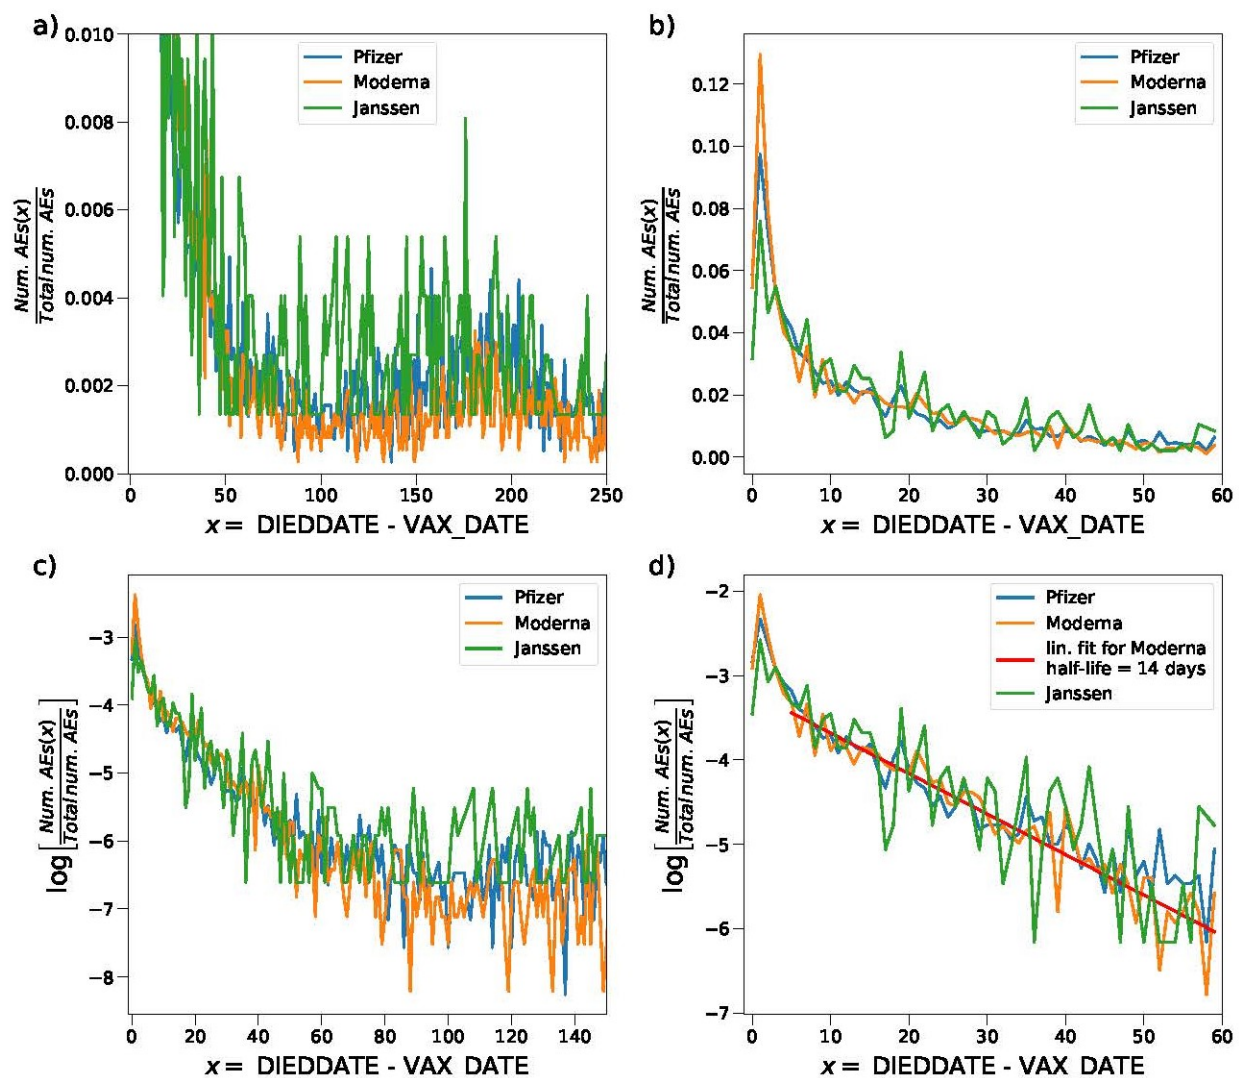 a)
0.010
0.008
0.006
0.004
0.002
0.000
Num. AEs(x)
Total num. AEs
Pfizer
Moderna
Janssen
0
50
100
150
200
250
x = DIEDDATE - VAX_DATE
b)
0.12
0.10
0.08
0.06
0.04
0.02
0.00
Num. AEs(x)
Total num. AEs
Pfizer
Moderna
Janssen
0
10
20
30
40
50
60
x = DIEDDATE - VAX_DATE
c)
−3
−4
−5
−6
−7
−8
log[Num. AEs(x)
Total num. AEs]
Pfizer
Moderna
Janssen
0
20
40
60
80
100
120
140
x = DIEDDATE - VAX_DATE
d)
−2
−3
−4
−5
−6
−7
log[Num. AEs(x)
Total num. AEs]
Pfizer
Moderna
lin. fit for Moderna
half-life = 14 days
Janssen
0
10
20
30
40
50
60
x = DIEDDATE - VAX_DATE